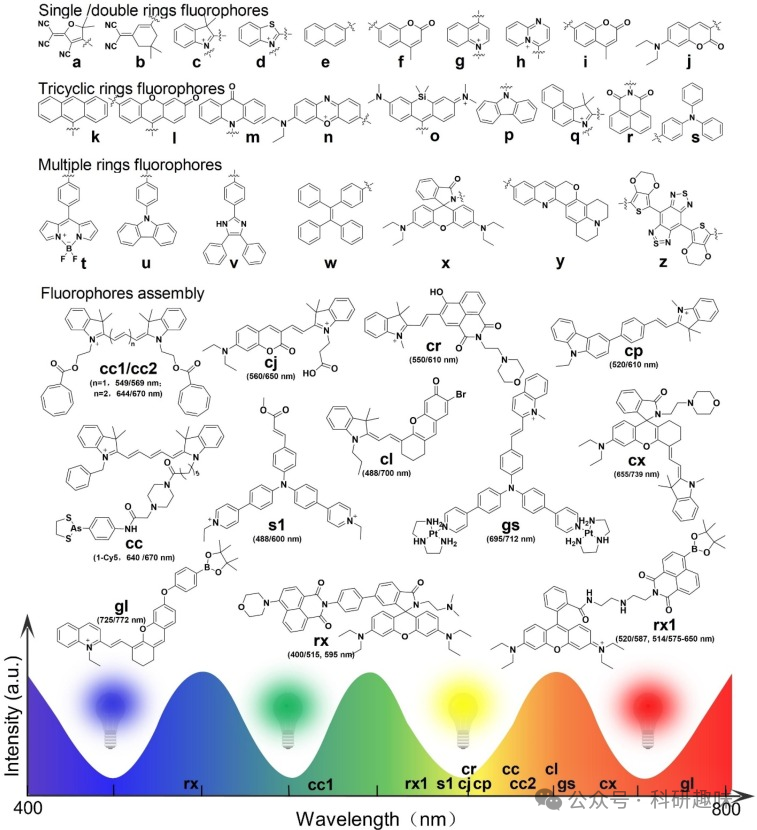 Single /double rings fluorophores
a b c d e f g h i j
Tricyclic rings fluorophores
k l m n o p q r s
Multiple rings fluorophores
t u v w x y z
Fluorophores assembly
cc1/cc2
(n=1, 549/569 nm;
n=2, 644/670 nm)
cj
(560/650 nm)
cr
(550/610 nm)
cp
(520/610 nm)
cc
(1-Cy5, 640 /670 nm)
s1
(488/600 nm)
cl
(488/700 nm)
gs
(695/712 nm)
cx
(655/739 nm)
gl
(725/772 nm)
rx
(400/515, 595 nm)
rx1
(520/587, 514/575-650 nm)
Intensity (a.u.)
rx cc1 rx1 s1 cr cj cp cc cc2 cl gs cx gl
400 800
Wavelength (nm)
公众号 · 科研趣味